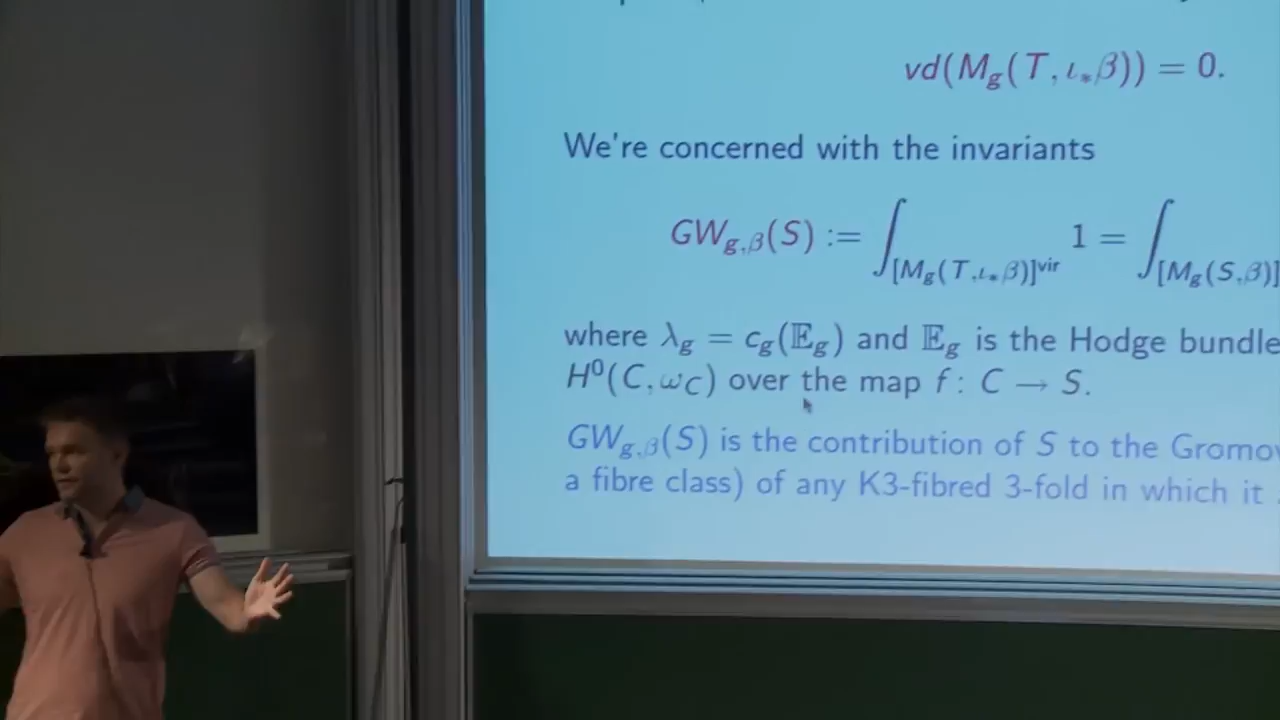 vd(M_g(T, ι_*β)) = 0.
We're concerned with the invariants
GW_{g,β}(S) := ∫_{[M_g(T,ι_*β)]^{vir}} 1 = ∫_{[M_g(S,β)]
where λ_g = c_g(𝔼_g) and 𝔼_g is the Hodge bundle
H⁰(C, ω_C) over the map f : C → S.
GW_{g,β}(S) is the contribution of S to the
a fibre class) of any K3-fibred 3-fold in which it